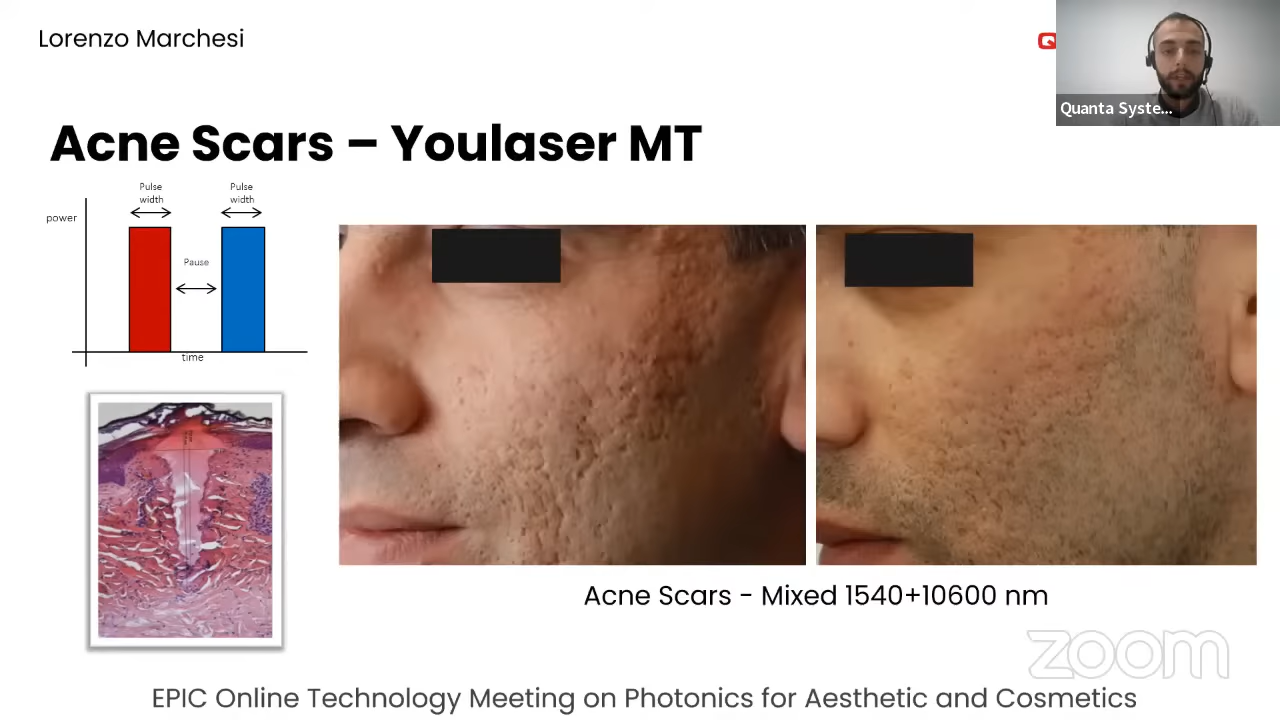 Lorenzo Marchesi
Q
Quanta Syste...
Acne Scars – Youlaser MT
Pulse
width
Pulse
width
power
Pause
time
Acne Scars - Mixed 1540+10600 nm
zoom
EPIC Online Technology Meeting on Photonics for Aesthetic and Cosmetics